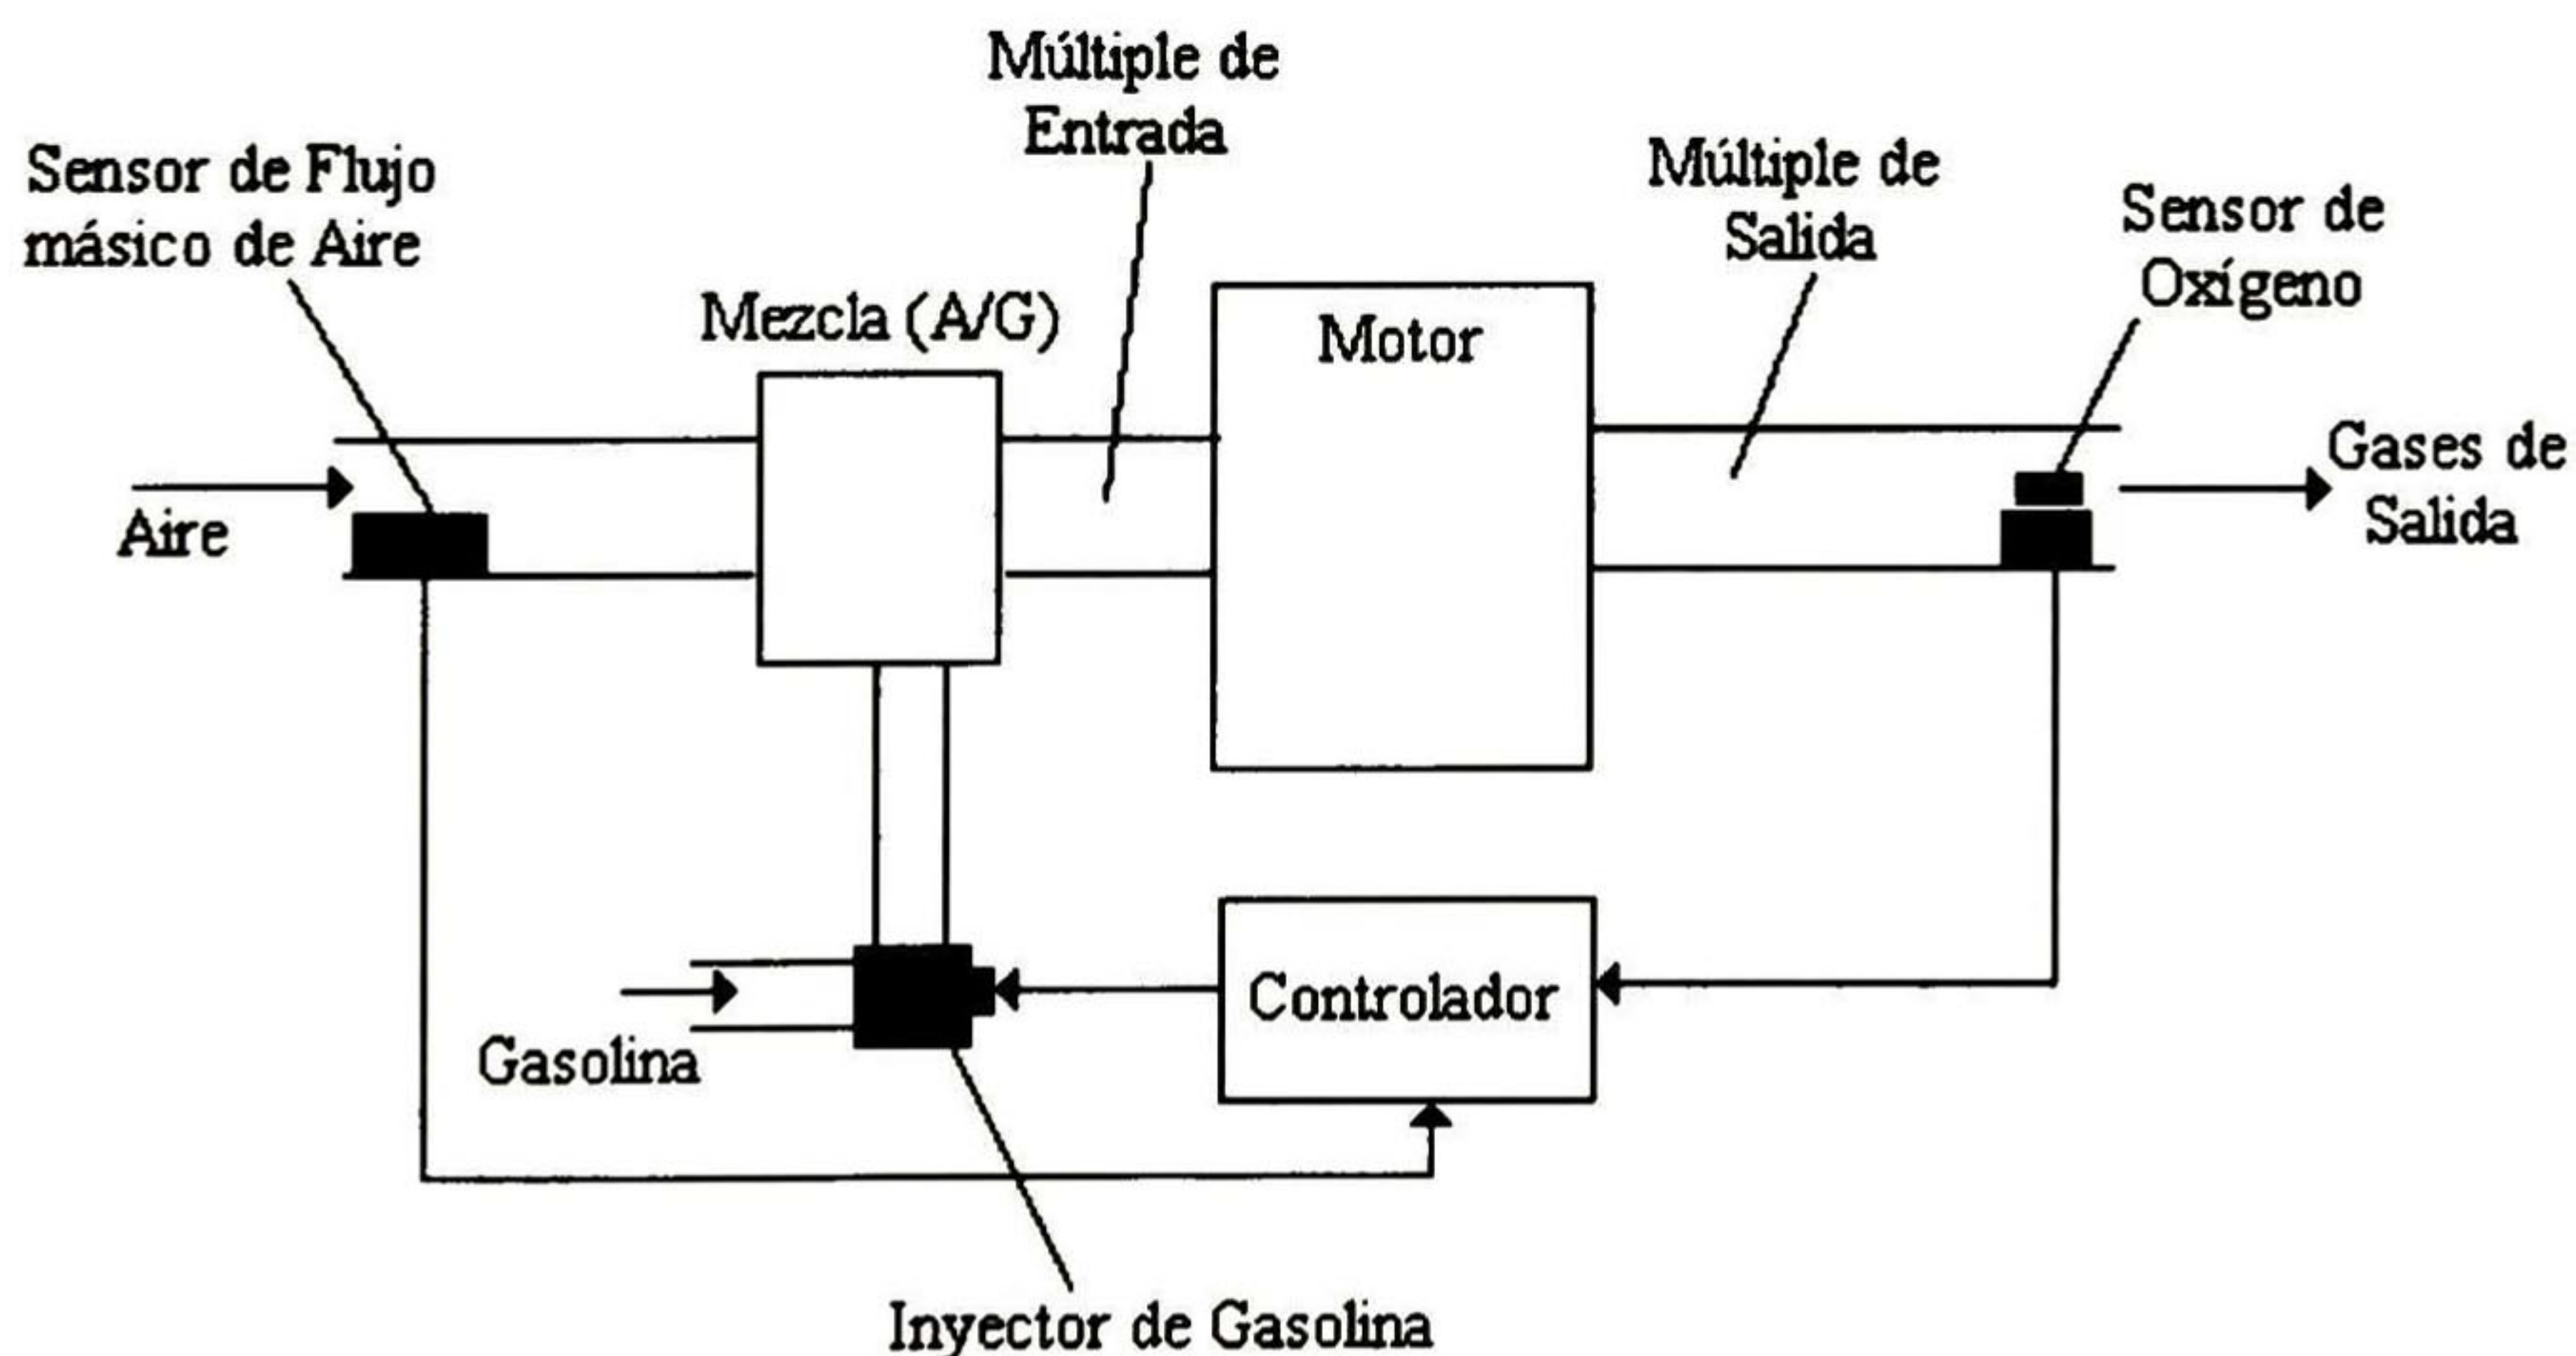 Múltiple de
Entrada
Sensor de Flujo
másico de Aire
Múltiple de
Salida
Sensor de
Oxígeno
Mezcla (A/G)
Motor
Aire
Gases de
Salida
Gasolina
Controlador
Inyector de Gasolina